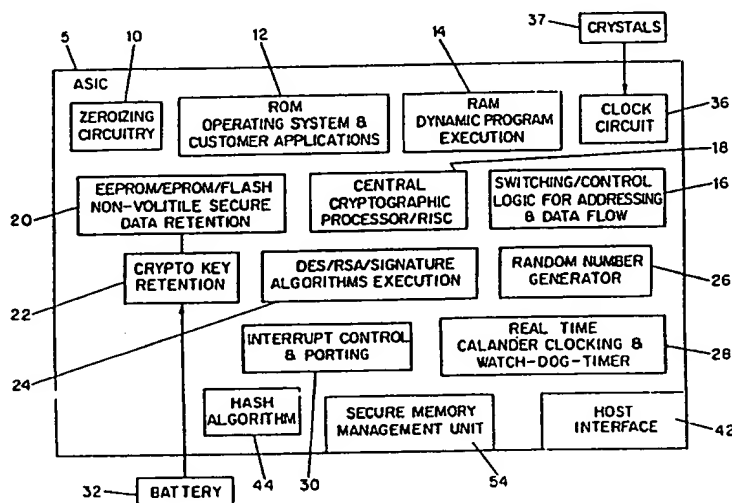 37
CRYSTALS
5
10
12
14
ASIC
ZEROIZING
CIRCUITRY
ROM
OPERATING SYSTEM &
CUSTOMER APPLICATIONS
RAM
DYNAMIC PROGRAM
EXECUTION
CLOCK
CIRCUIT
36
18
EEPROM/EPROM/FLASH
NON-VOLITILE SECURE
DATA RETENTION
CENTRAL
CRYPTOGRAPHIC
PROCESSOR/RISC
SWITCHING/CONTROL
LOGIC FOR ADDRESSING
& DATA FLOW
16
20
CRYPTO KEY
RETENTION
DES/RSA/SIGNATURE
ALGORITHMS EXECUTION
RANDOM NUMBER
GENERATOR
26
22
INTERRUPT CONTROL
& PORTING
REAL TIME
CALANDER CLOCKING &
WATCH-DOG-TIMER
28
24
HASH
ALGORITHM
SECURE MEMORY
MANAGEMENT UNIT
HOST
INTERFACE
42
32
BATTERY
44
30
54